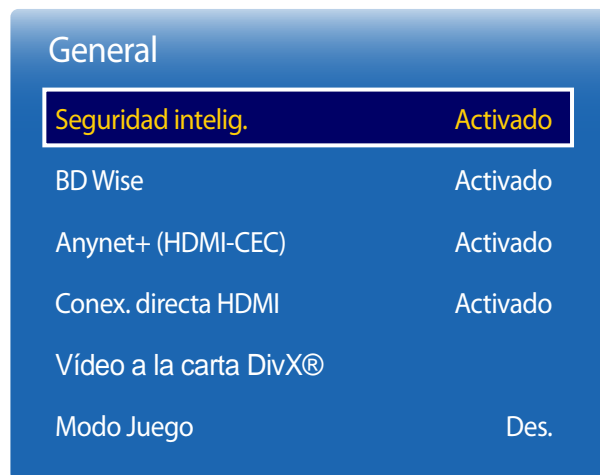 General
Seguridad intelig. Activado
BD Wise Activado
Anynet+ (HDMI-CEC) Activado
Conex. directa HDMI Activado
Vídeo a la carta DivX®
Modo Juego Des.